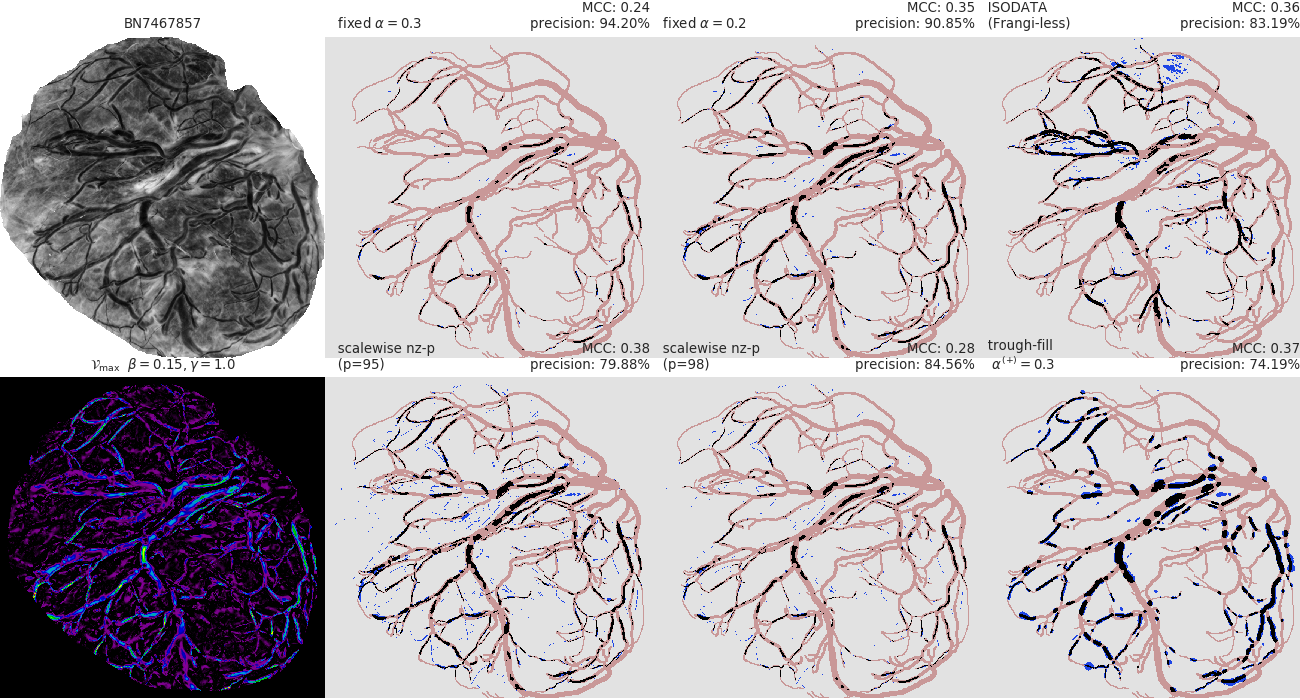 BN7467857
fixed α = 0.3
MCC: 0.24
precision: 94.20%
fixed α = 0.2
MCC: 0.35
precision: 90.85%
ISODATA
(Frangi-less)
MCC: 0.36
precision: 83.19%
𝒱max β = 0.15, γ = 1.0
scalewise nz-p
(p=95)
MCC: 0.38
precision: 79.88%
scalewise nz-p
(p=98)
MCC: 0.28
precision: 84.56%
trough-fill
α(+) = 0.3
MCC: 0.37
precision: 74.19%